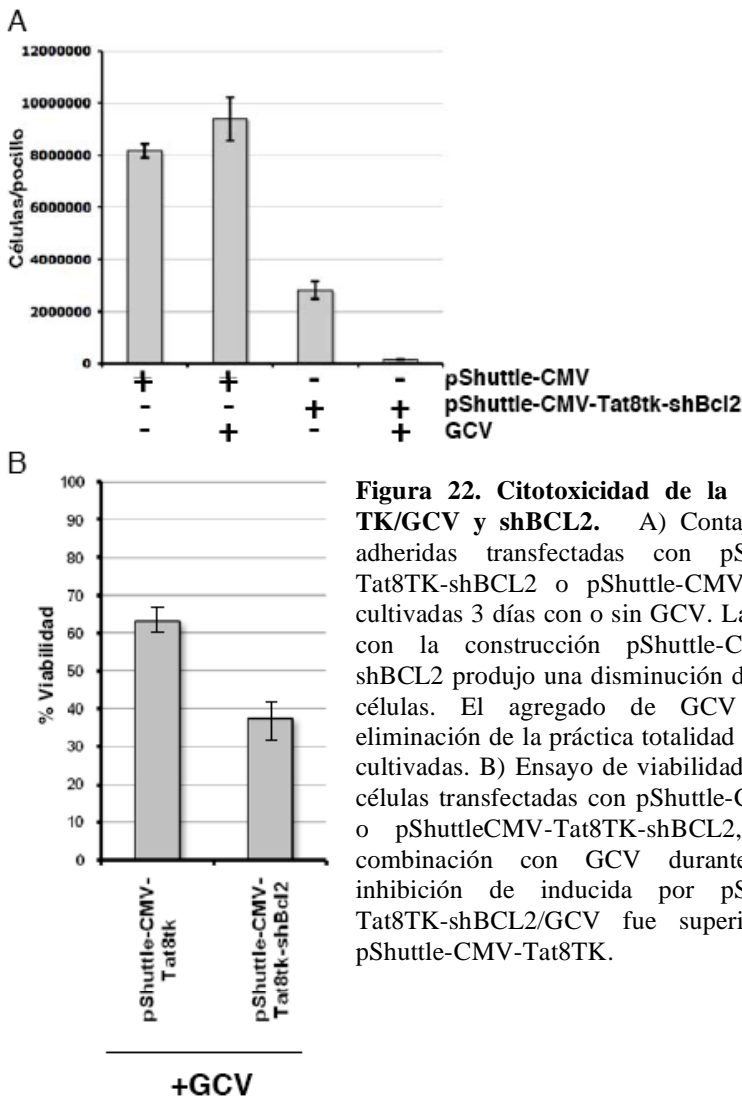 A
12000000
10000000
8000000
6000000
4000000
2000000
0
Células/pocillo
+ + - - pShuttle-CMV
- - + + pShuttle-CMV-Tat8tk-shBcl2
- + - + GCV
B
100
90
80
70
60
50
40
30
20
10
0
% Viabilidad
pShuttle-CMV-
Tat8tk
pShuttle-CMV-
Tat8tk-shBcl2
+GCV
Figura 22. Citotoxicidad de la
TK/GCV y shBCL2. A) Conta
adheridas transfectadas con pS
Tat8TK-shBCL2 o pShuttle-CMV
cultivadas 3 días con o sin GCV. La
con la construcción pShuttle-C
shBCL2 produjo una disminución d
células. El agregado de GCV
eliminación de la práctica totalidad
cultivadas. B) Ensayo de viabilidad
células transfectadas con pShuttle-C
o pShuttleCMV-Tat8TK-shBCL2,
combinación con GCV durante
inhibición de inducida por pS
Tat8TK-shBCL2/GCV fue superi
pShuttle-CMV-Tat8TK.